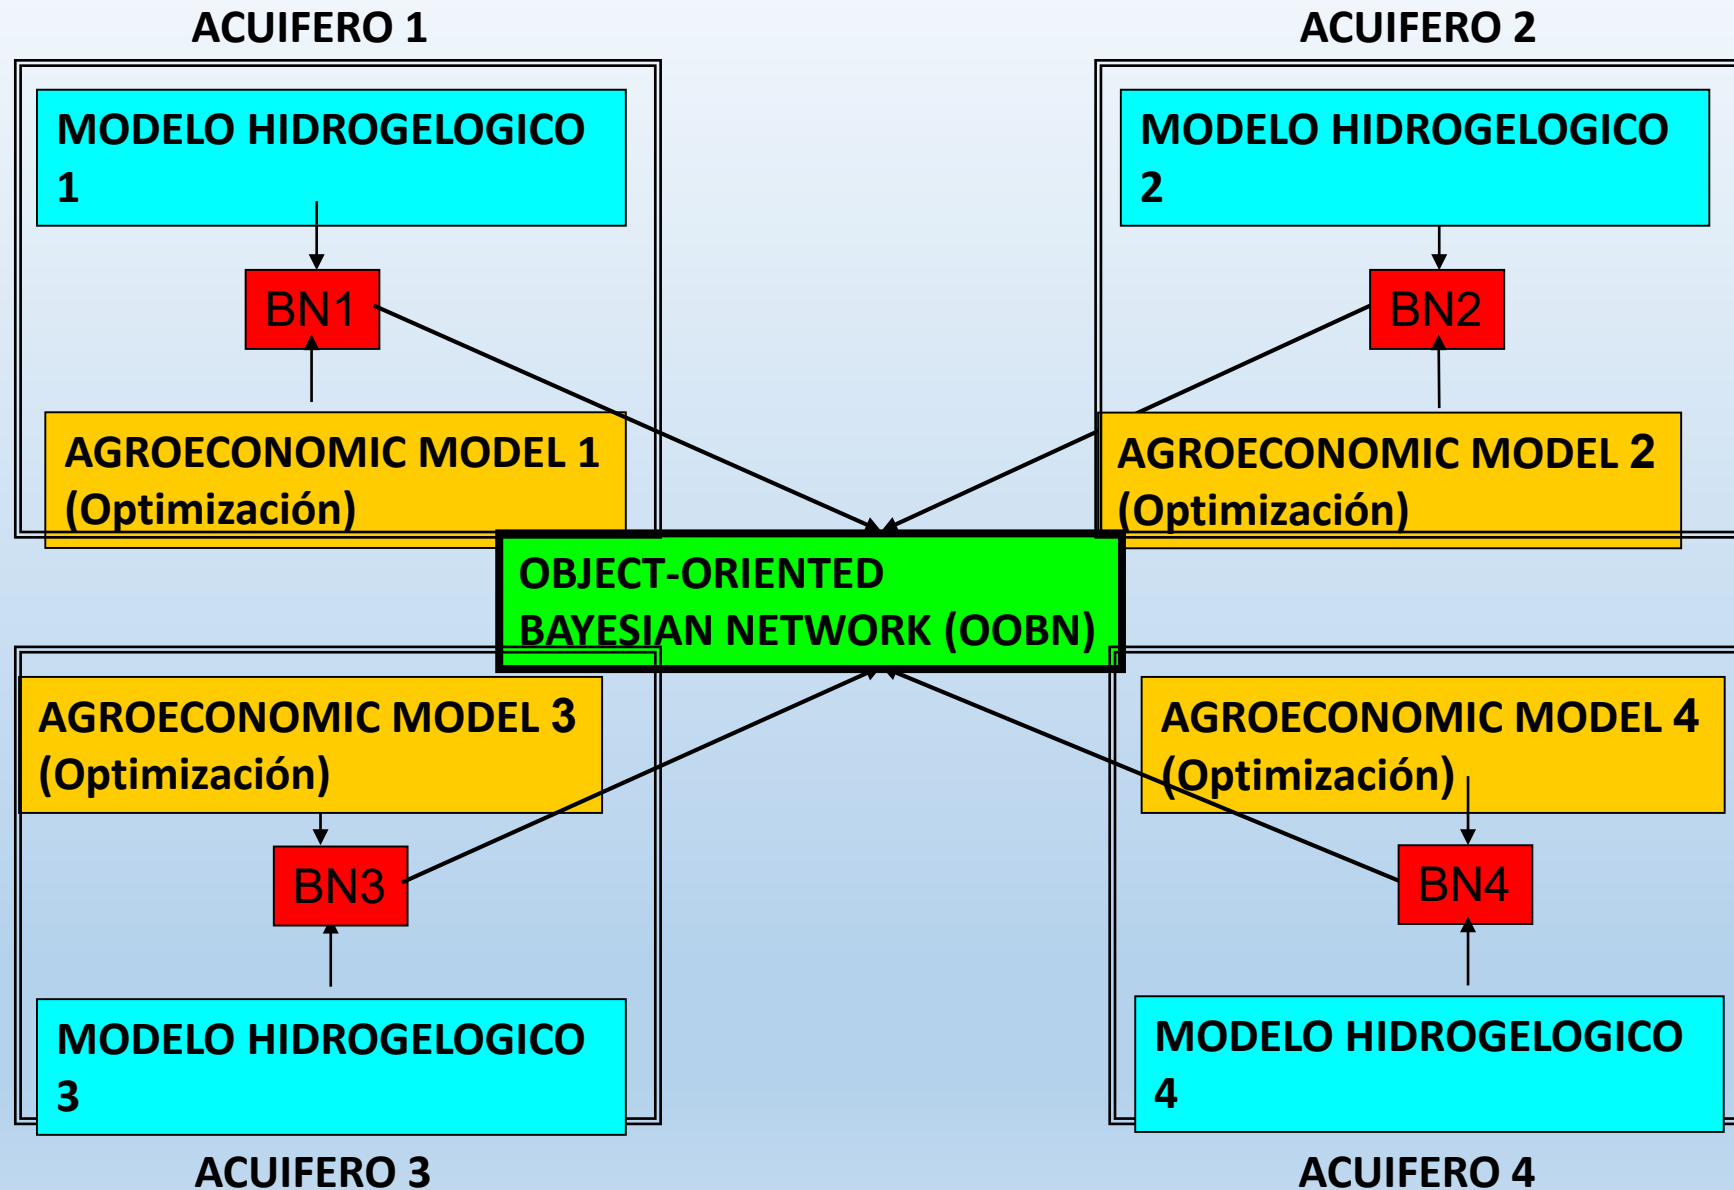 ACUIFERO 1
ACUIFERO 2
MODELO HIDROGELOGICO
1
MODELO HIDROGELOGICO
2
BN1
BN2
AGROECONOMIC MODEL 1
(Optimización)
AGROECONOMIC MODEL 2
(Optimización)
OBJECT-ORIENTED
BAYESIAN NETWORK (OOBN)
AGROECONOMIC MODEL 3
(Optimización)
AGROECONOMIC MODEL 4
(Optimización)
BN3
BN4
MODELO HIDROGELOGICO
3
MODELO HIDROGELOGICO
4
ACUIFERO 3
ACUIFERO 4